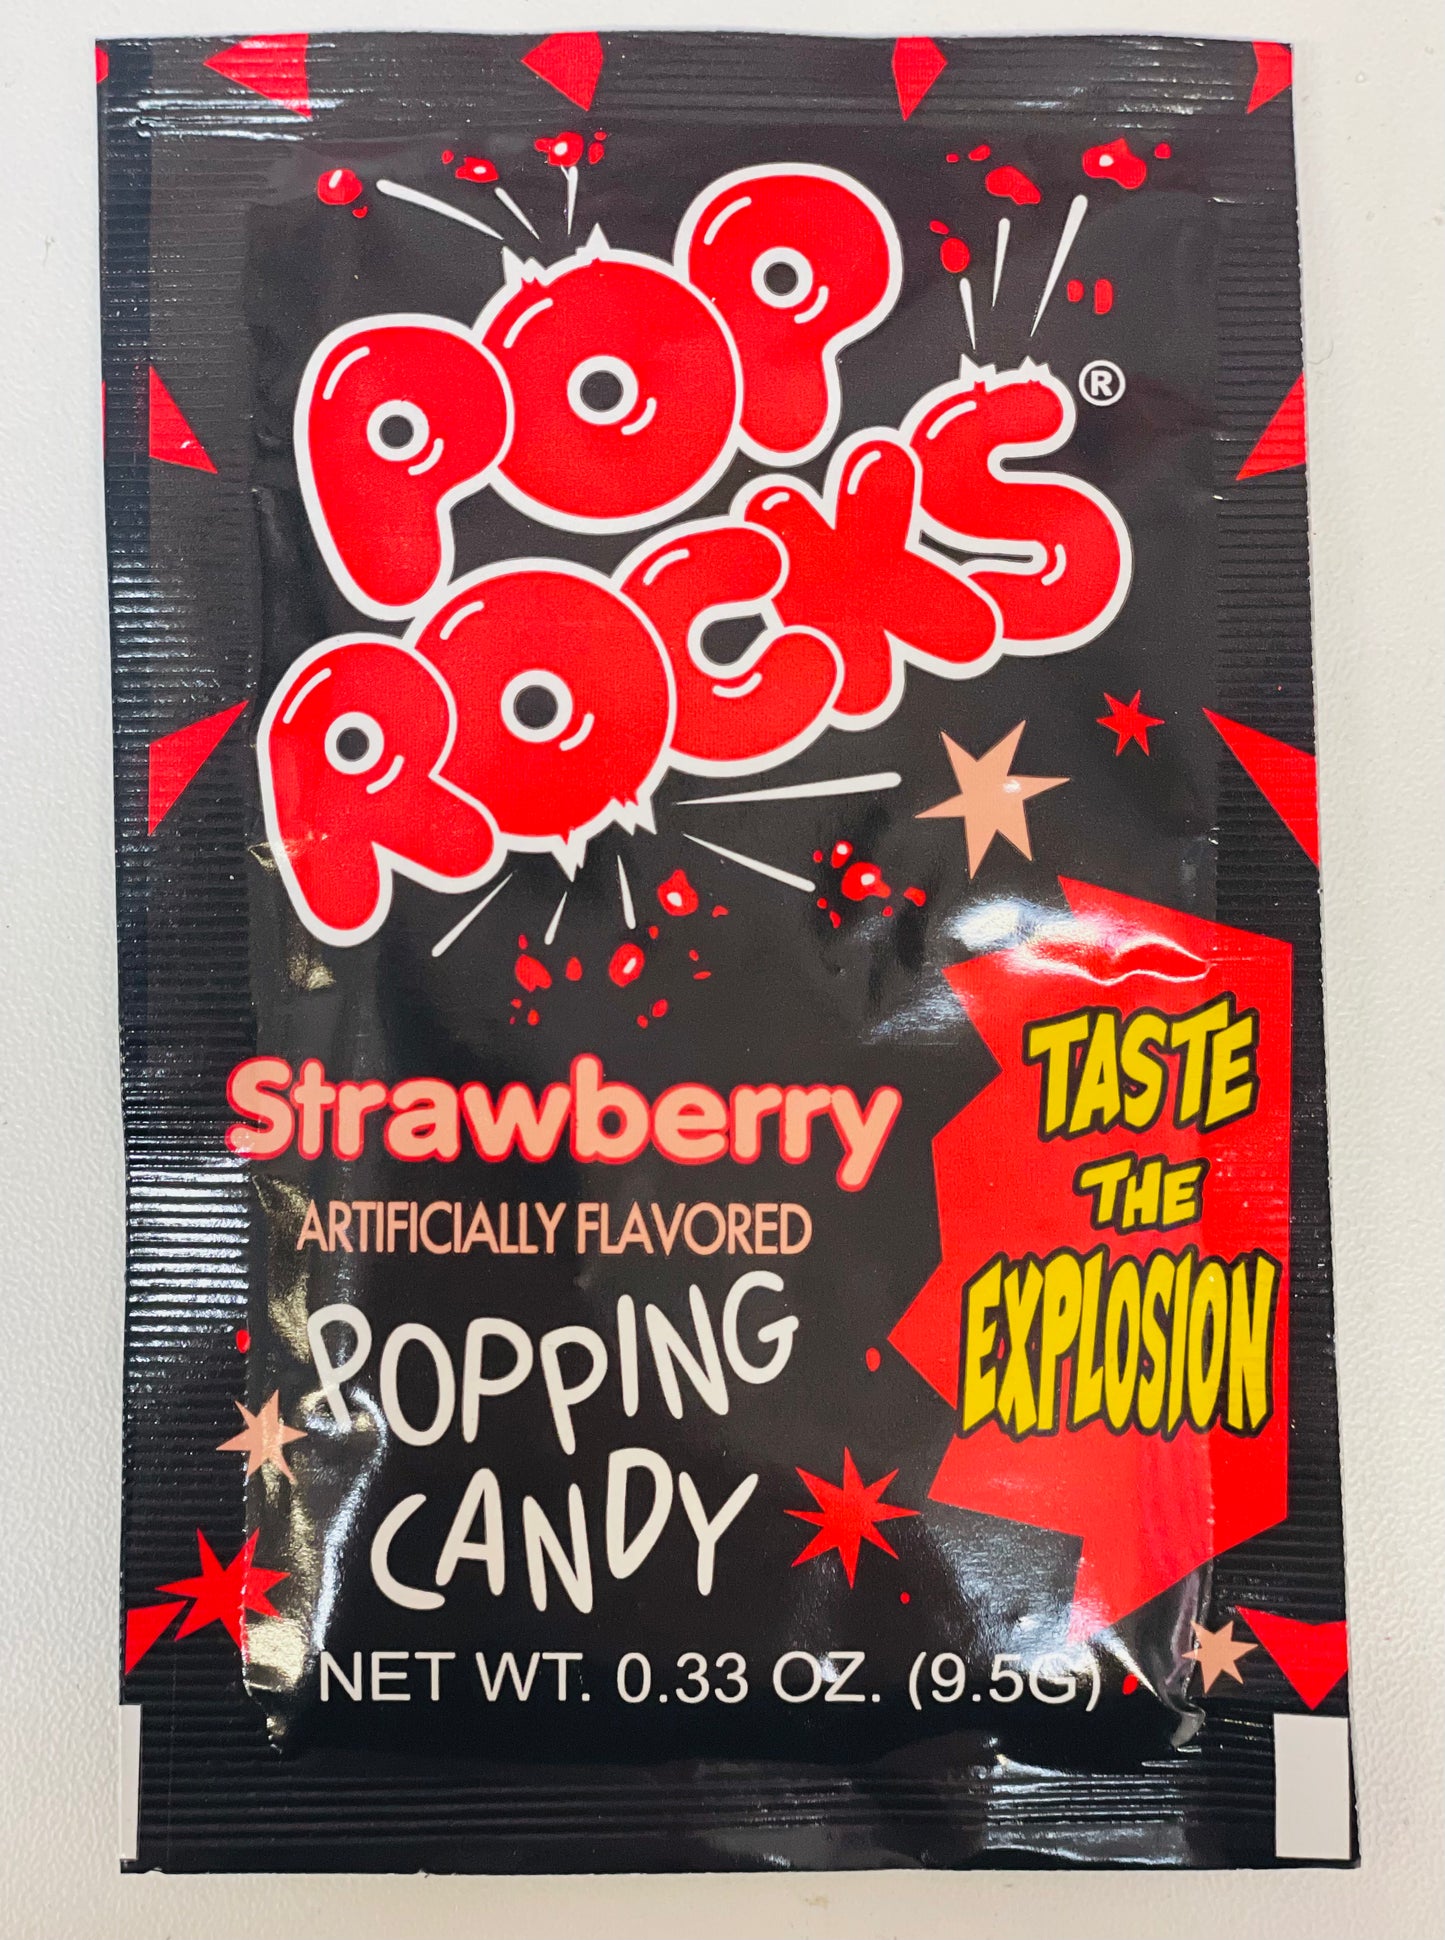 POP
ROCKS®
Strawberry
ARTIFICIALLY FLAVORED
POPPING
CANDY
TASTE
THE
EXPLOSION
NET WT. 0.33 OZ. (9.5G)